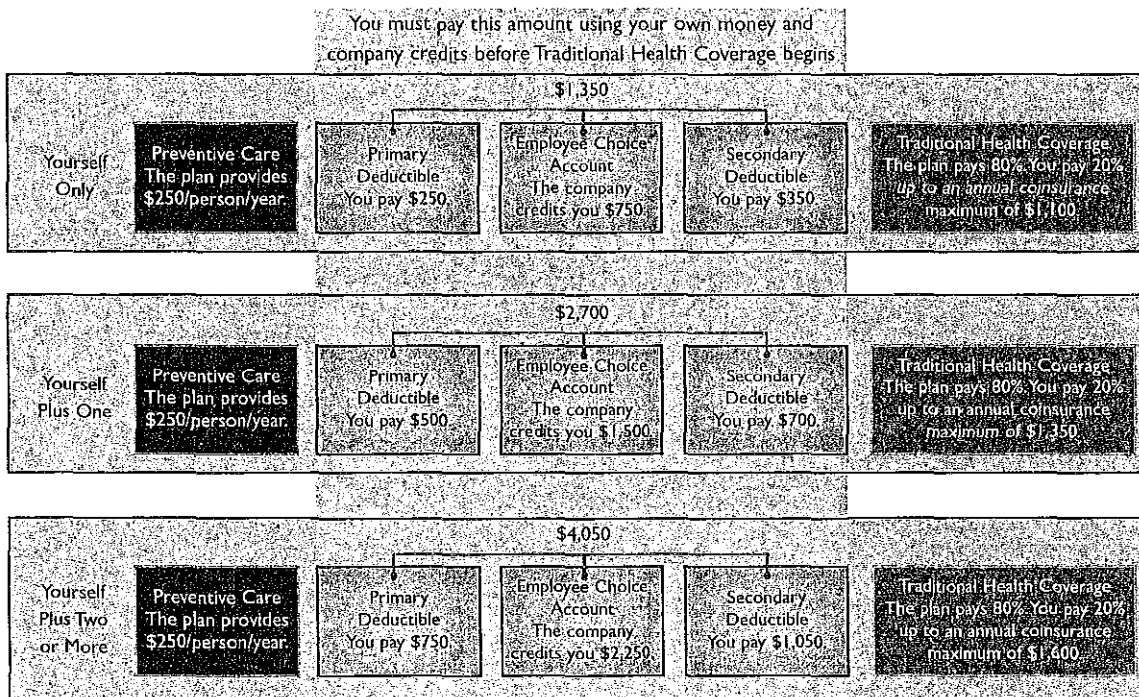 You must pay this amount using your own money and
company credits before Traditional Health Coverage begins
$1,350
Yourself
Only
Preventive Care
The plan provides
$250/person/year.
Primary
Deductible
You pay $250.
Employee Choice
Account
The company
credits you $750.
Secondary
Deductible
You pay $350.
Traditional Health Coverage
The plan pays 80%. You pay 20%
up to an annual coinsurance
maximum of $1,100.
$2,700
Yourself
Plus One
Preventive Care
The plan provides
$250/person/year.
Primary
Deductible
You pay $500.
Employee Choice
Account
The company
credits you $1,500.
Secondary
Deductible
You pay $700.
Traditional Health Coverage
The plan pays 80%. You pay 20%
up to an annual coinsurance
maximum of $1,350.
$4,050
Yourself
Plus Two
or More
Preventive Care
The plan provides
$250/person/year.
Primary
Deductible
You pay $750.
Employee Choice
Account
The company
credits you $2,250.
Secondary
Deductible
You pay $1,050.
Traditional Health Coverage
The plan pays 80%. You pay 20%
up to an annual coinsurance
maximum of $1,600.